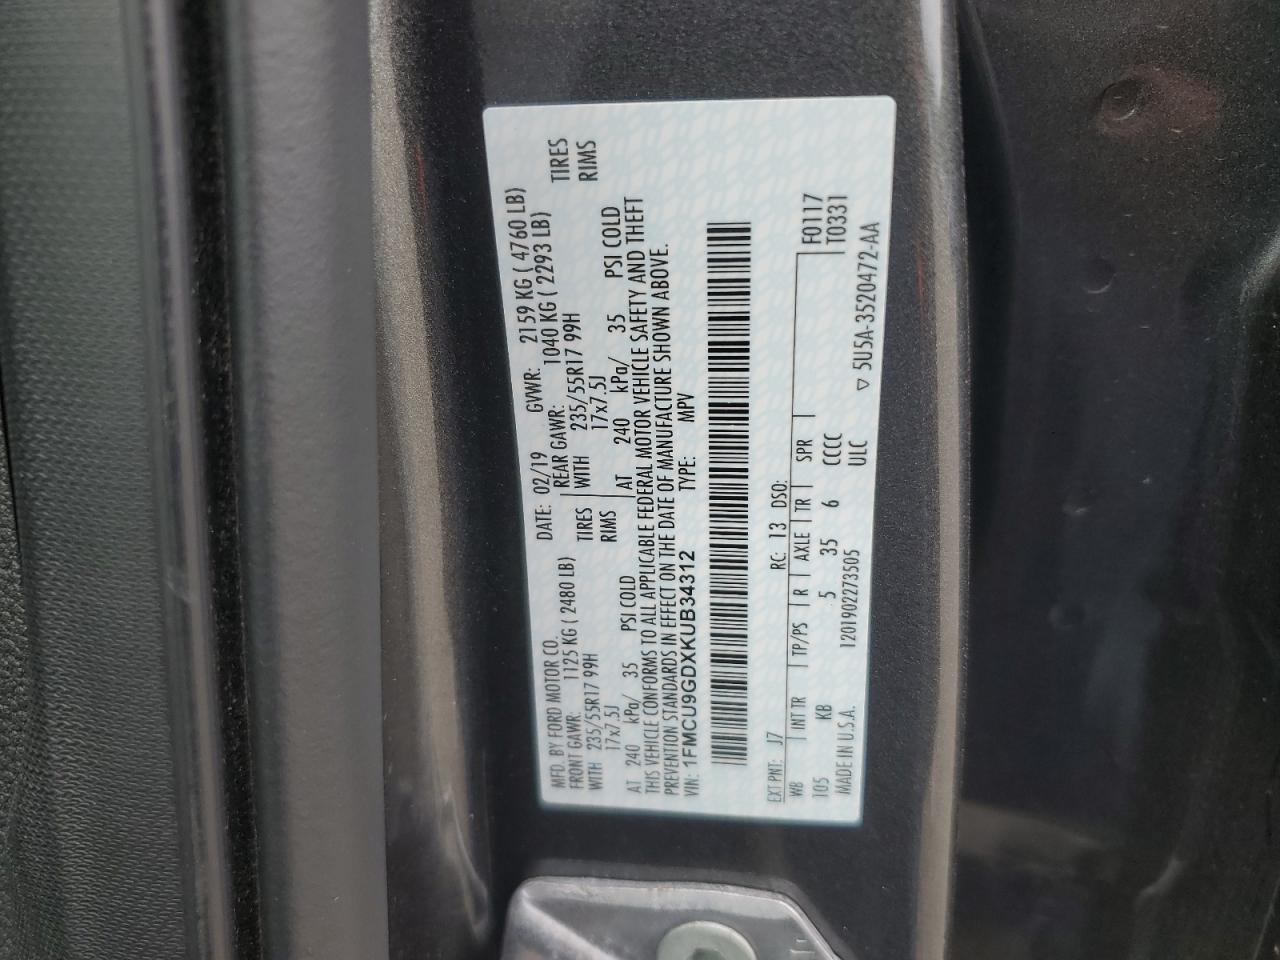 MFD. BY FORD MOTOR CO. DATE: 02/19 GVWR: 2159 KG ( 4760 LB)
FRONT GAWR: 1125 KG ( 2480 LB) REAR GAWR: 1040 KG ( 2293 LB)
WITH 235/55R17 99H TIRES WITH 235/55R17 99H TIRES
17x7.5J RIMS 17x7.5J RIMS
AT 240 kPa/ 35 PSI COLD AT 240 kPa/ 35 PSI COLD
THIS VEHICLE CONFORMS TO ALL APPLICABLE FEDERAL MOTOR VEHICLE SAFETY AND THEFT
PREVENTION STANDARDS IN EFFECT ON THE DATE OF MANUFACTURE SHOWN ABOVE.
VIN: 1FMCU9GDXKUB34312 TYPE: MPV
EXT PNT: J7 RC: 13 DSO:
WB INT TR TP/PS R AXLE TR SPR F0117
105 KB 5 35 6 CCCC T0331
MADE IN U.S.A. 1201902273505 ULC ▽ 5U5A-3520472-AA